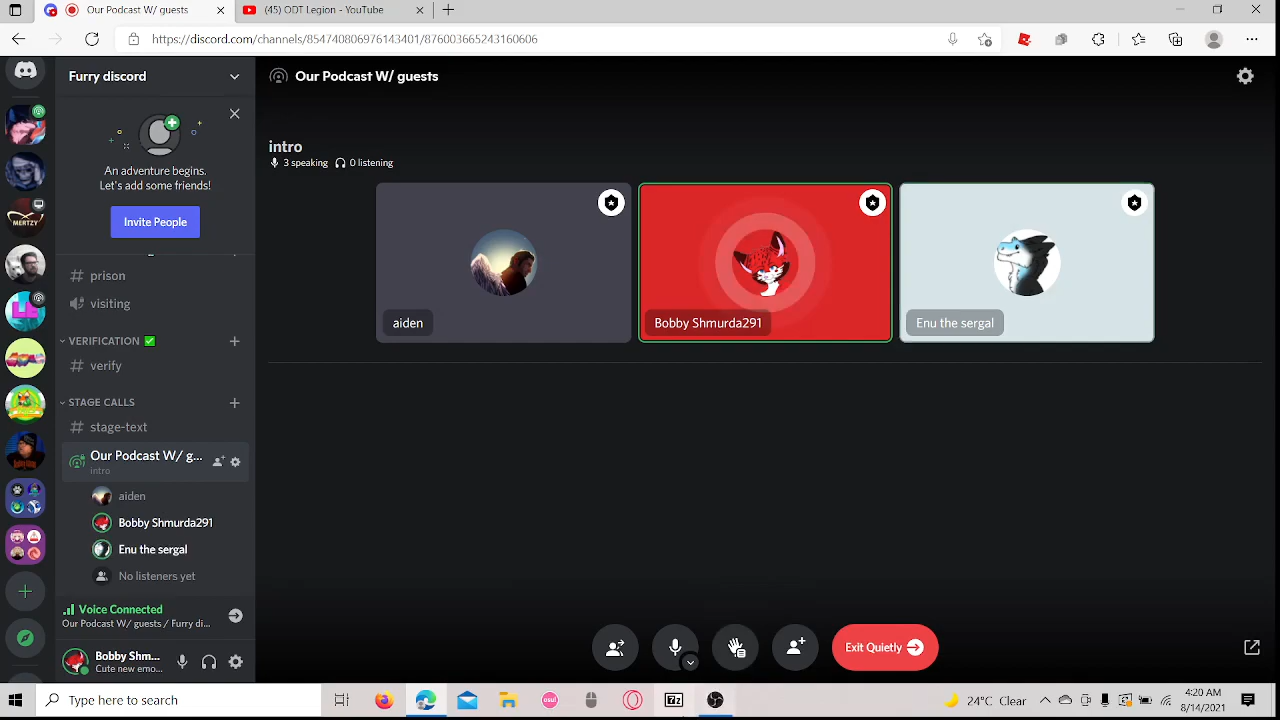 Our Podcast W/ guests
(45) ODT Legion - YouTube
https://discord.com/channels/854740806976143401/876003665243160606
Furry discord
An adventure begins.
Let's add some friends!
Invite People
prison
visiting
VERIFICATION ✅
verify
STAGE CALLS
stage-text
Our Podcast W/ g...
intro
aiden
Bobby Shmurda291
Enu the sergal
No listeners yet
Voice Connected
Our Podcast W/ guests / Furry di...
Bobby Shm...
Cute new emo...
MERTZY
Our Podcast W/ guests
intro
3 speaking 0 listening
aiden
Bobby Shmurda291
Enu the sergal
Exit Quietly
Type here to search
osu!
24°C Clear
4:20 AM
8/14/2021